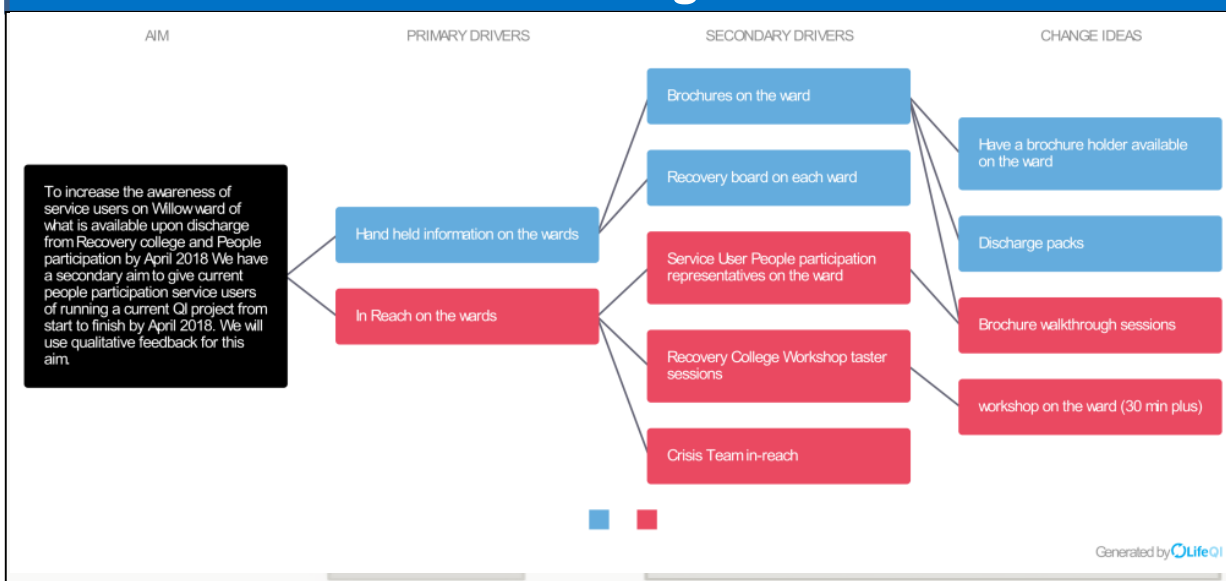 AIM
PRIMARY DRIVERS
SECONDARY DRIVERS
CHANGE IDEAS
To increase the awareness of
service users on Willow ward of
what is available upon discharge
from Recovery college and People
participation by April 2018 We have
a secondary aim to give current
people participation service users
of running a current QI project from
start to finish by April 2018. We will
use qualitative feedback for this
aim.
Hand held information on the wards
In Reach on the wards
Brochures on the ward
Recovery board on each ward
Service User People participation
representatives on the ward
Recovery College Workshop taster
sessions
Crisis Team in-reach
Have a brochure holder available
on the ward
Discharge packs
Brochure walkthrough sessions
workshop on the ward (30 min plus)
Generated by LifeQI